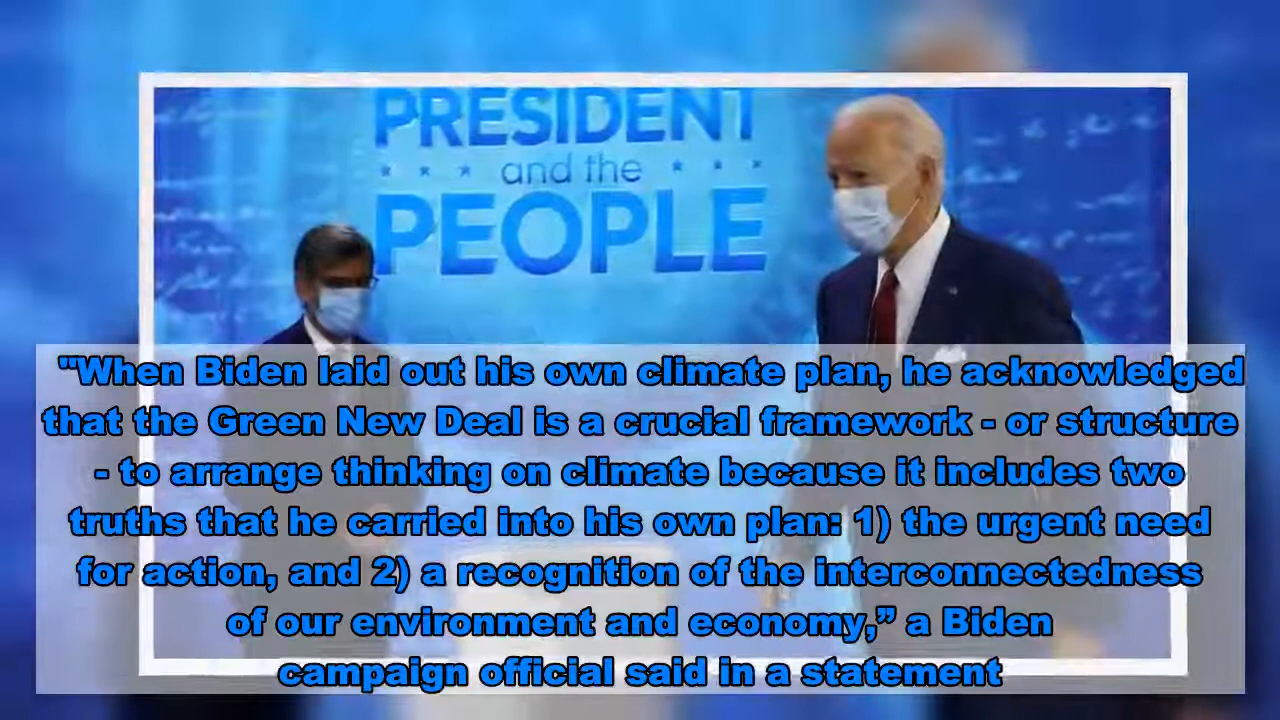 PRESIDENT
and the
PEOPLE
"When Biden laid out his own climate plan, he acknowledged
that the Green New Deal is a crucial framework - or structure
- to arrange thinking on climate because it includes two
truths that he carried into his own plan: 1) the urgent need
for action, and 2) a recognition of the interconnectedness
of our environment and economy,” a Biden
campaign official said in a statement